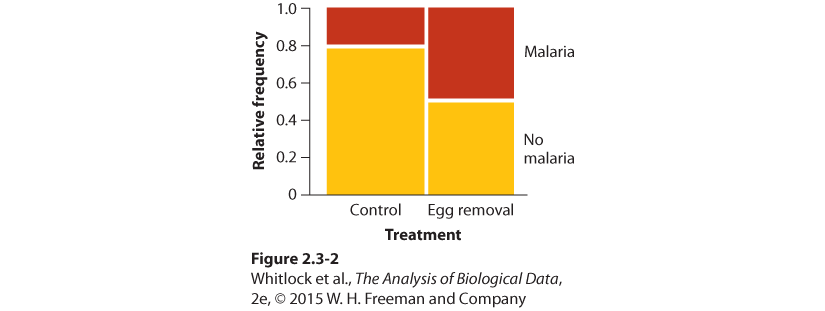 1.0
0.8
0.6
0.4
0.2
0
Relative frequency
Malaria
No
malaria
Control
Egg removal
Treatment
Figure 2.3-2
Whitlock et al., The Analysis of Biological Data,
2e, © 2015 W. H. Freeman and Company